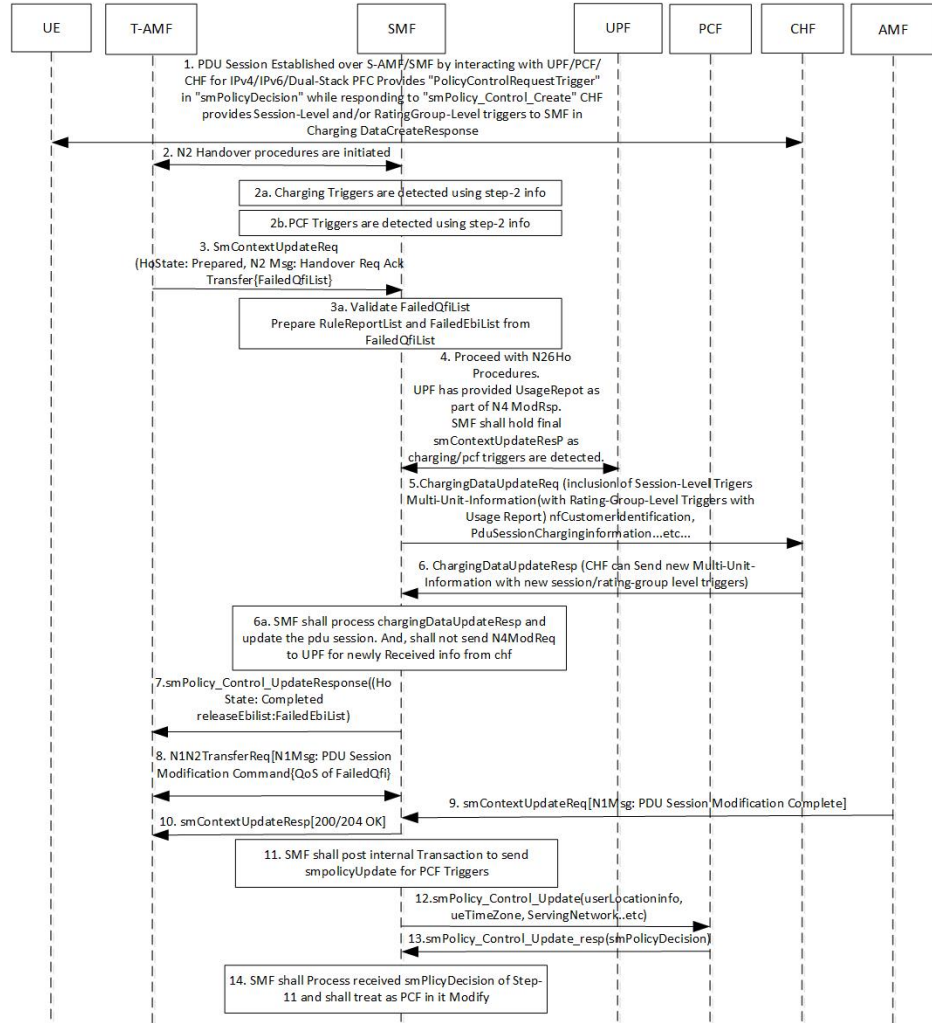 UE
T-AMF
SMF
UPF
PCF
CHF
AMF
1. PDU Session Established over S-AMF/SMF by interacting with UPF/PCF/
CHF for IPv4/IPv6/Dual-Stack PFC Provides "PolicyControlRequestTrigger"
in "smPolicyDecision" while responding to "smPolicy_Control_Create" CHF
provides Session-Level and/or RatingGroup-Level triggers to SMF in
Charging DataCreateResponse
2. N2 Handover procedures are initiated
2a. Charging Triggers are detected using step-2 info
2b.PCF Triggers are detected using step-2 info
3. SmContextUpdateReq
(HoState: Prepared, N2 Msg: Handover Req Ack
Transfer{FailedQfiList}
3a. Validate FailedQfiList
Prepare RuleReportList and FailedEbiList from
FailedQfiList
4. Proceed with N26Ho
Procedures.
UPF has provided UsageRepot as
part of N4 ModRsp.
SMF shall hold final
smContextUpdateResP as
charging/pcf triggers are detected.
5.ChargingDataUpdateReq (inclusion of Session-Level Trigers
Multi-Unit-Information(with Rating-Group-Level Triggers with
Usage Report) nfCustomerIdentification,
PduSessionCharginginformation...etc...
6. ChargingDataUpdateResp (CHF can Send new Multi-Unit-
Information with new session/rating-group level triggers)
6a. SMF shall process chargingDataUpdateResp and
update the pdu session. And, shall not send N4ModReq
to UPF for newly Received info from chf
7.smPolicy_Control_UpdateResponse((Ho
State: Completed
releaseEbilist:FailedEbiList)
8. N1N2TransferReq[N1Msg: PDU Session
Modification Command{QoS of FailedQfi}
9. smContextUpdateReq[N1Msg: PDU Session Modification Complete]
10. smContextUpdateResp[200/204 OK]
11. SMF shall post internal Transaction to send
smpolicyUpdate for PCF Triggers
12.smPolicy_Control_Update(userLocationinfo,
ueTimeZone, ServingNetwork..etc)
13.smPolicy_Control_Update_resp(smPolicyDecision)
14. SMF shall Process received smPlicyDecision of Step-
11 and shall treat as PCF in it Modify